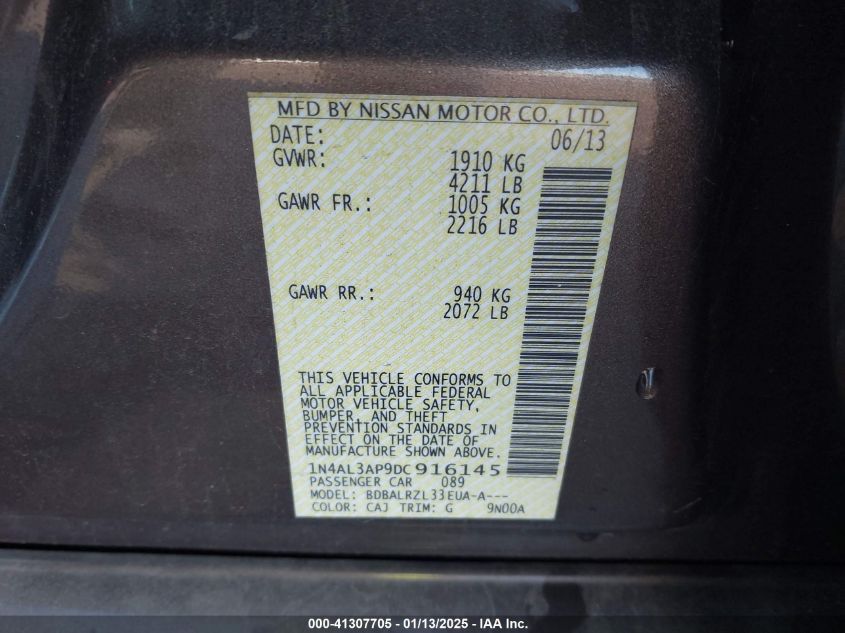 MFD BY NISSAN MOTOR CO., LTD.
DATE: 06/13
GVWR: 1910 KG
4211 LB
GAWR FR.: 1005 KG
2216 LB
GAWR RR.: 940 KG
2072 LB
THIS VEHICLE CONFORMS TO
ALL APPLICABLE FEDERAL
MOTOR VEHICLE SAFETY,
BUMPER, AND THEFT
PREVENTION STANDARDS IN
EFFECT ON THE DATE OF
MANUFACTURE SHOWN ABOVE.
1N4AL3AP9DC916145
PASSENGER CAR 089
MODEL: BDBALRZL33EUA-A---
COLOR: CAJ TRIM: G 9N00A
000-41307705 - 01/13/2025 - IAA Inc.